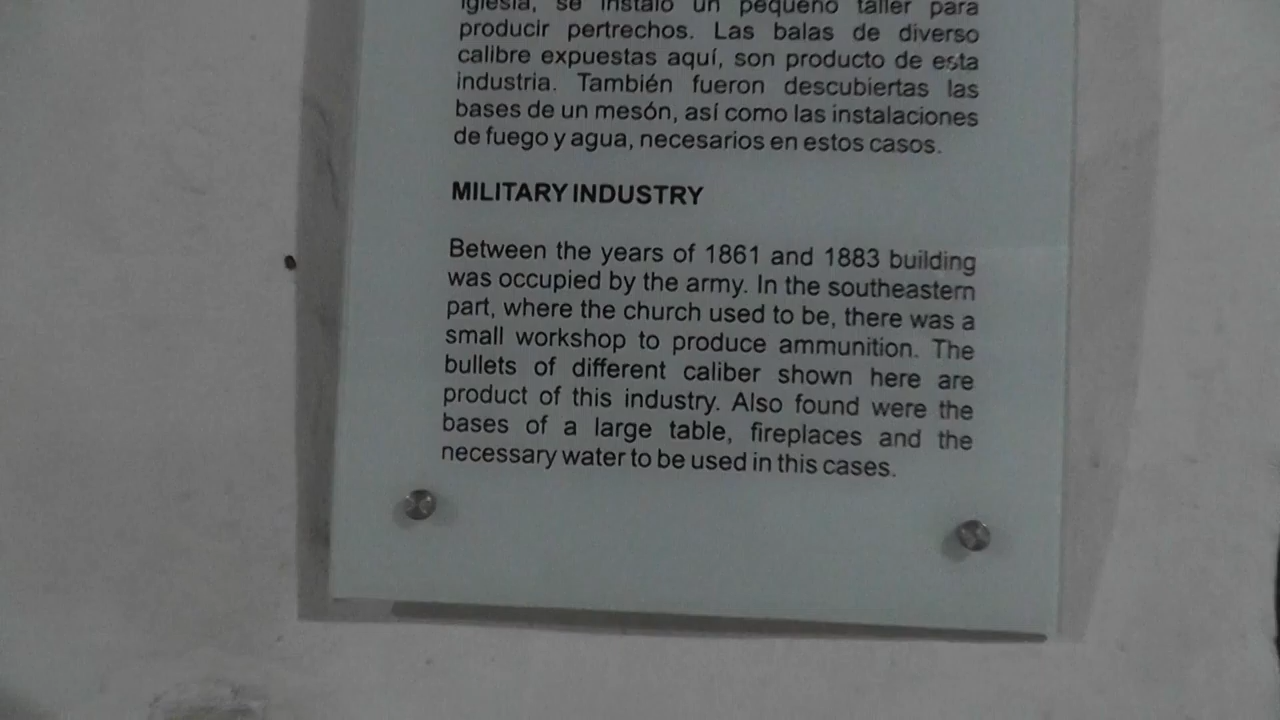 iglesia, se instaló un pequeño taller para
producir pertrechos. Las balas de diverso
calibre expuestas aquí, son producto de esta
industria. También fueron descubiertas las
bases de un mesón, así como las instalaciones
de fuego y agua, necesarios en estos casos.
MILITARY INDUSTRY
Between the years of 1861 and 1883 building
was occupied by the army. In the southeastern
part, where the church used to be, there was a
small workshop to produce ammunition. The
bullets of different caliber shown here are
product of this industry. Also found were the
bases of a large table, fireplaces and the
necessary water to be used in this cases.